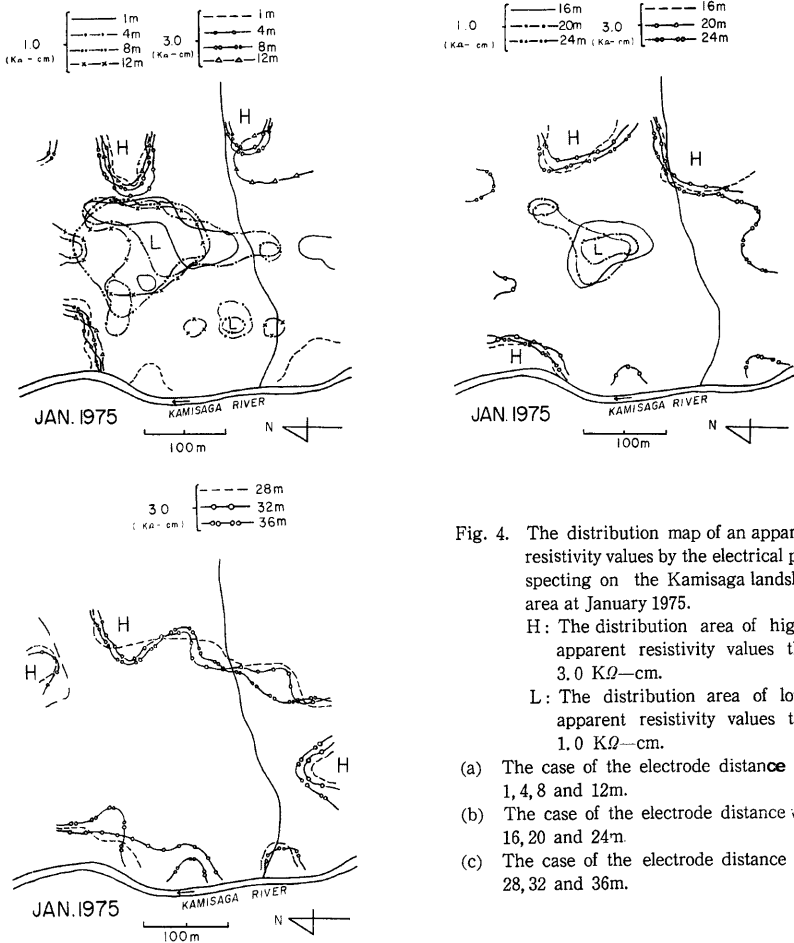 1m
4m
8m
12m
1.0
(KΩ-cm)
1m
4m
8m
12m
3.0
(KΩ-cm)
H
H
L
L
KAMISAGA RIVER
JAN. 1975
N
100m
16m
20m
24m
1.0
(KΩ-cm)
16m
20m
24m
3.0
(KΩ-cm)
H
H
L
H
KAMISAGA RIVER
JAN. 1975
N
100m
28m
32m
36m
3.0
(KΩ-cm)
H
H
H
KAMISAGA RIVER
JAN. 1975
N
100m
Fig. 4. The distribution map of an appar
resistivity values by the electrical p
specting on the Kamisaga landsl
area at January 1975.
H: The distribution area of hig
apparent resistivity values t
3.0 KΩ—cm.
L: The distribution area of lo
apparent resistivity values t
1.0 KΩ—cm.
(a) The case of the electrode distance
1, 4, 8 and 12m.
(b) The case of the electrode distance
16, 20 and 24m.
(c) The case of the electrode distance
28, 32 and 36m.